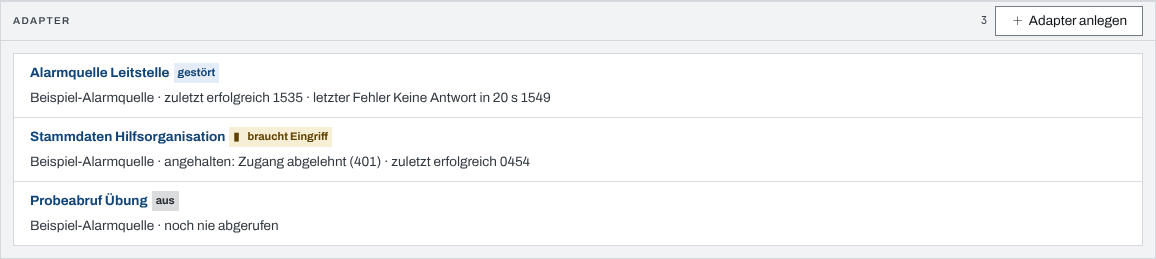 ADAPTER
3
+ Adapter anlegen
Alarmquelle Leitstelle gestört
Beispiel-Alarmquelle · zuletzt erfolgreich 1535 · letzter Fehler Keine Antwort in 20 s 1549
Stammdaten Hilfsorganisation braucht Eingriff
Beispiel-Alarmquelle · angehalten: Zugang abgelehnt (401) · zuletzt erfolgreich 0454
Probeabruf Übung aus
Beispiel-Alarmquelle · noch nie abgerufen